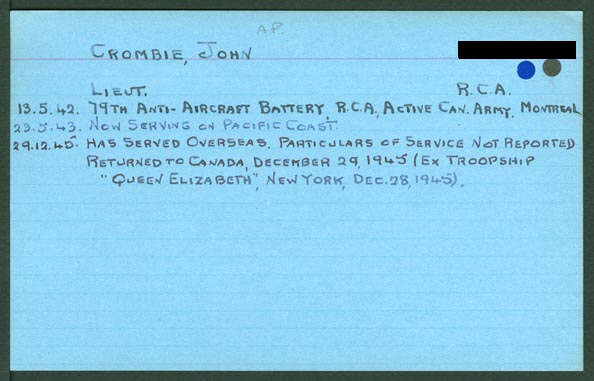 A.P.
CROMBIE, JOHN
LIEUT. R.C.A.
13.5.42. 79TH ANTI-AIRCRAFT BATTERY, R.C.A., ACTIVE CAN. ARMY, MONTREAL
23.5.43. NOW SERVING ON PACIFIC COAST.
29.12.45. HAS SERVED OVERSEAS. PARTICULARS OF SERVICE NOT REPORTED
RETURNED TO CANADA, DECEMBER 29, 1945 (EX TROOPSHIP
"QUEEN ELIZABETH", NEW YORK, DEC. 28, 1945).